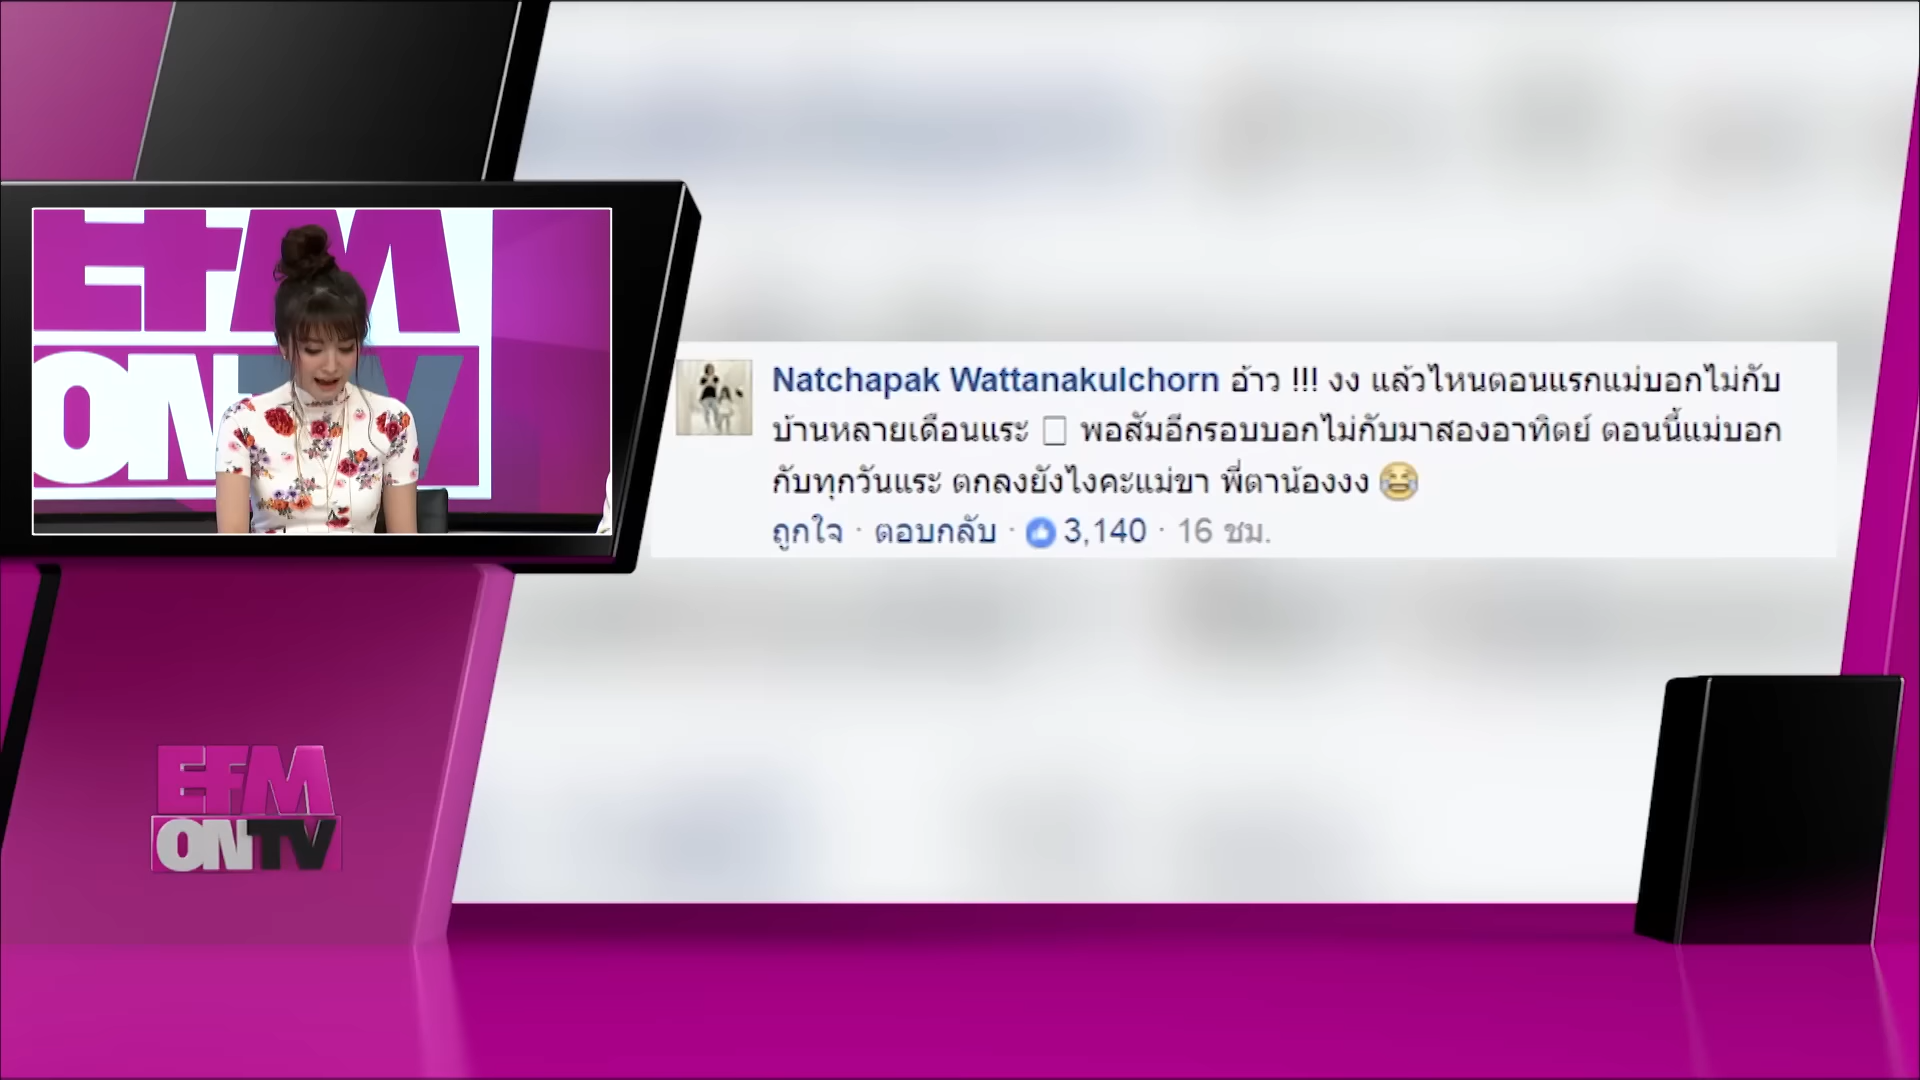 EFM
ONTV
Natchapak Wattanakulchorn อ้าว !!! งง แล้วไหนตอนแรกแม่บอกไม่กับ
บ้านหลายเดือนแระ พอสัมอีกรอบบอกไม่กับมาสองอาทิตย์ ตอนนี้แม่บอก
กับทุกวันแระ ตกลงยังไงคะแม่ขา พี่ตาน้องงง 😂
ถูกใจ · ตอบกลับ · 3,140 · 16 ชม.
EFM
ONTV